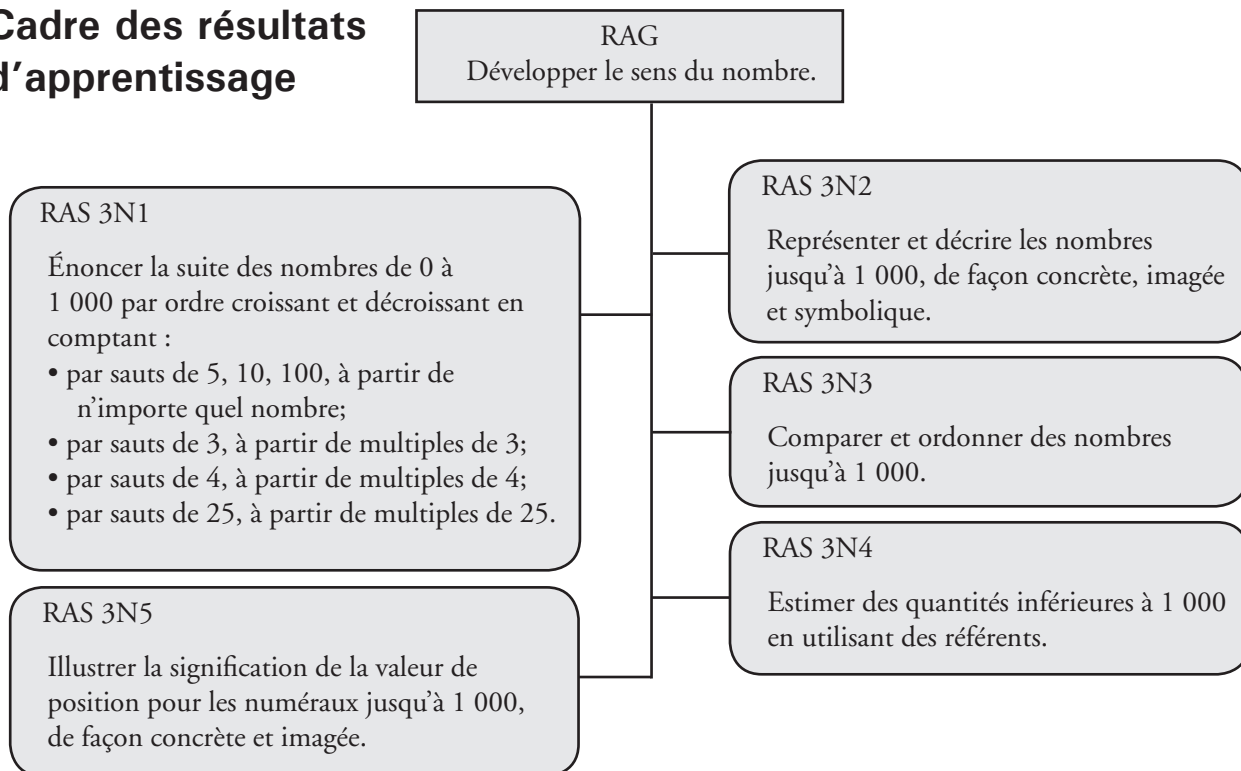 Cadre des résultats
d'apprentissage
RAG
Développer le sens du nombre.
RAS 3N1
Énoncer la suite des nombres de 0 à
1 000 par ordre croissant et décroissant en
comptant :
• par sauts de 5, 10, 100, à partir de
n'importe quel nombre;
• par sauts de 3, à partir de multiples de 3;
• par sauts de 4, à partir de multiples de 4;
• par sauts de 25, à partir de multiples de 25.
RAS 3N5
Illustrer la signification de la valeur de
position pour les numéraux jusqu'à 1 000,
de façon concrète et imagée.
RAS 3N2
Représenter et décrire les nombres
jusqu'à 1 000, de façon concrète, imagée
et symbolique.
RAS 3N3
Comparer et ordonner des nombres
jusqu'à 1 000.
RAS 3N4
Estimer des quantités inférieures à 1 000
en utilisant des référents.